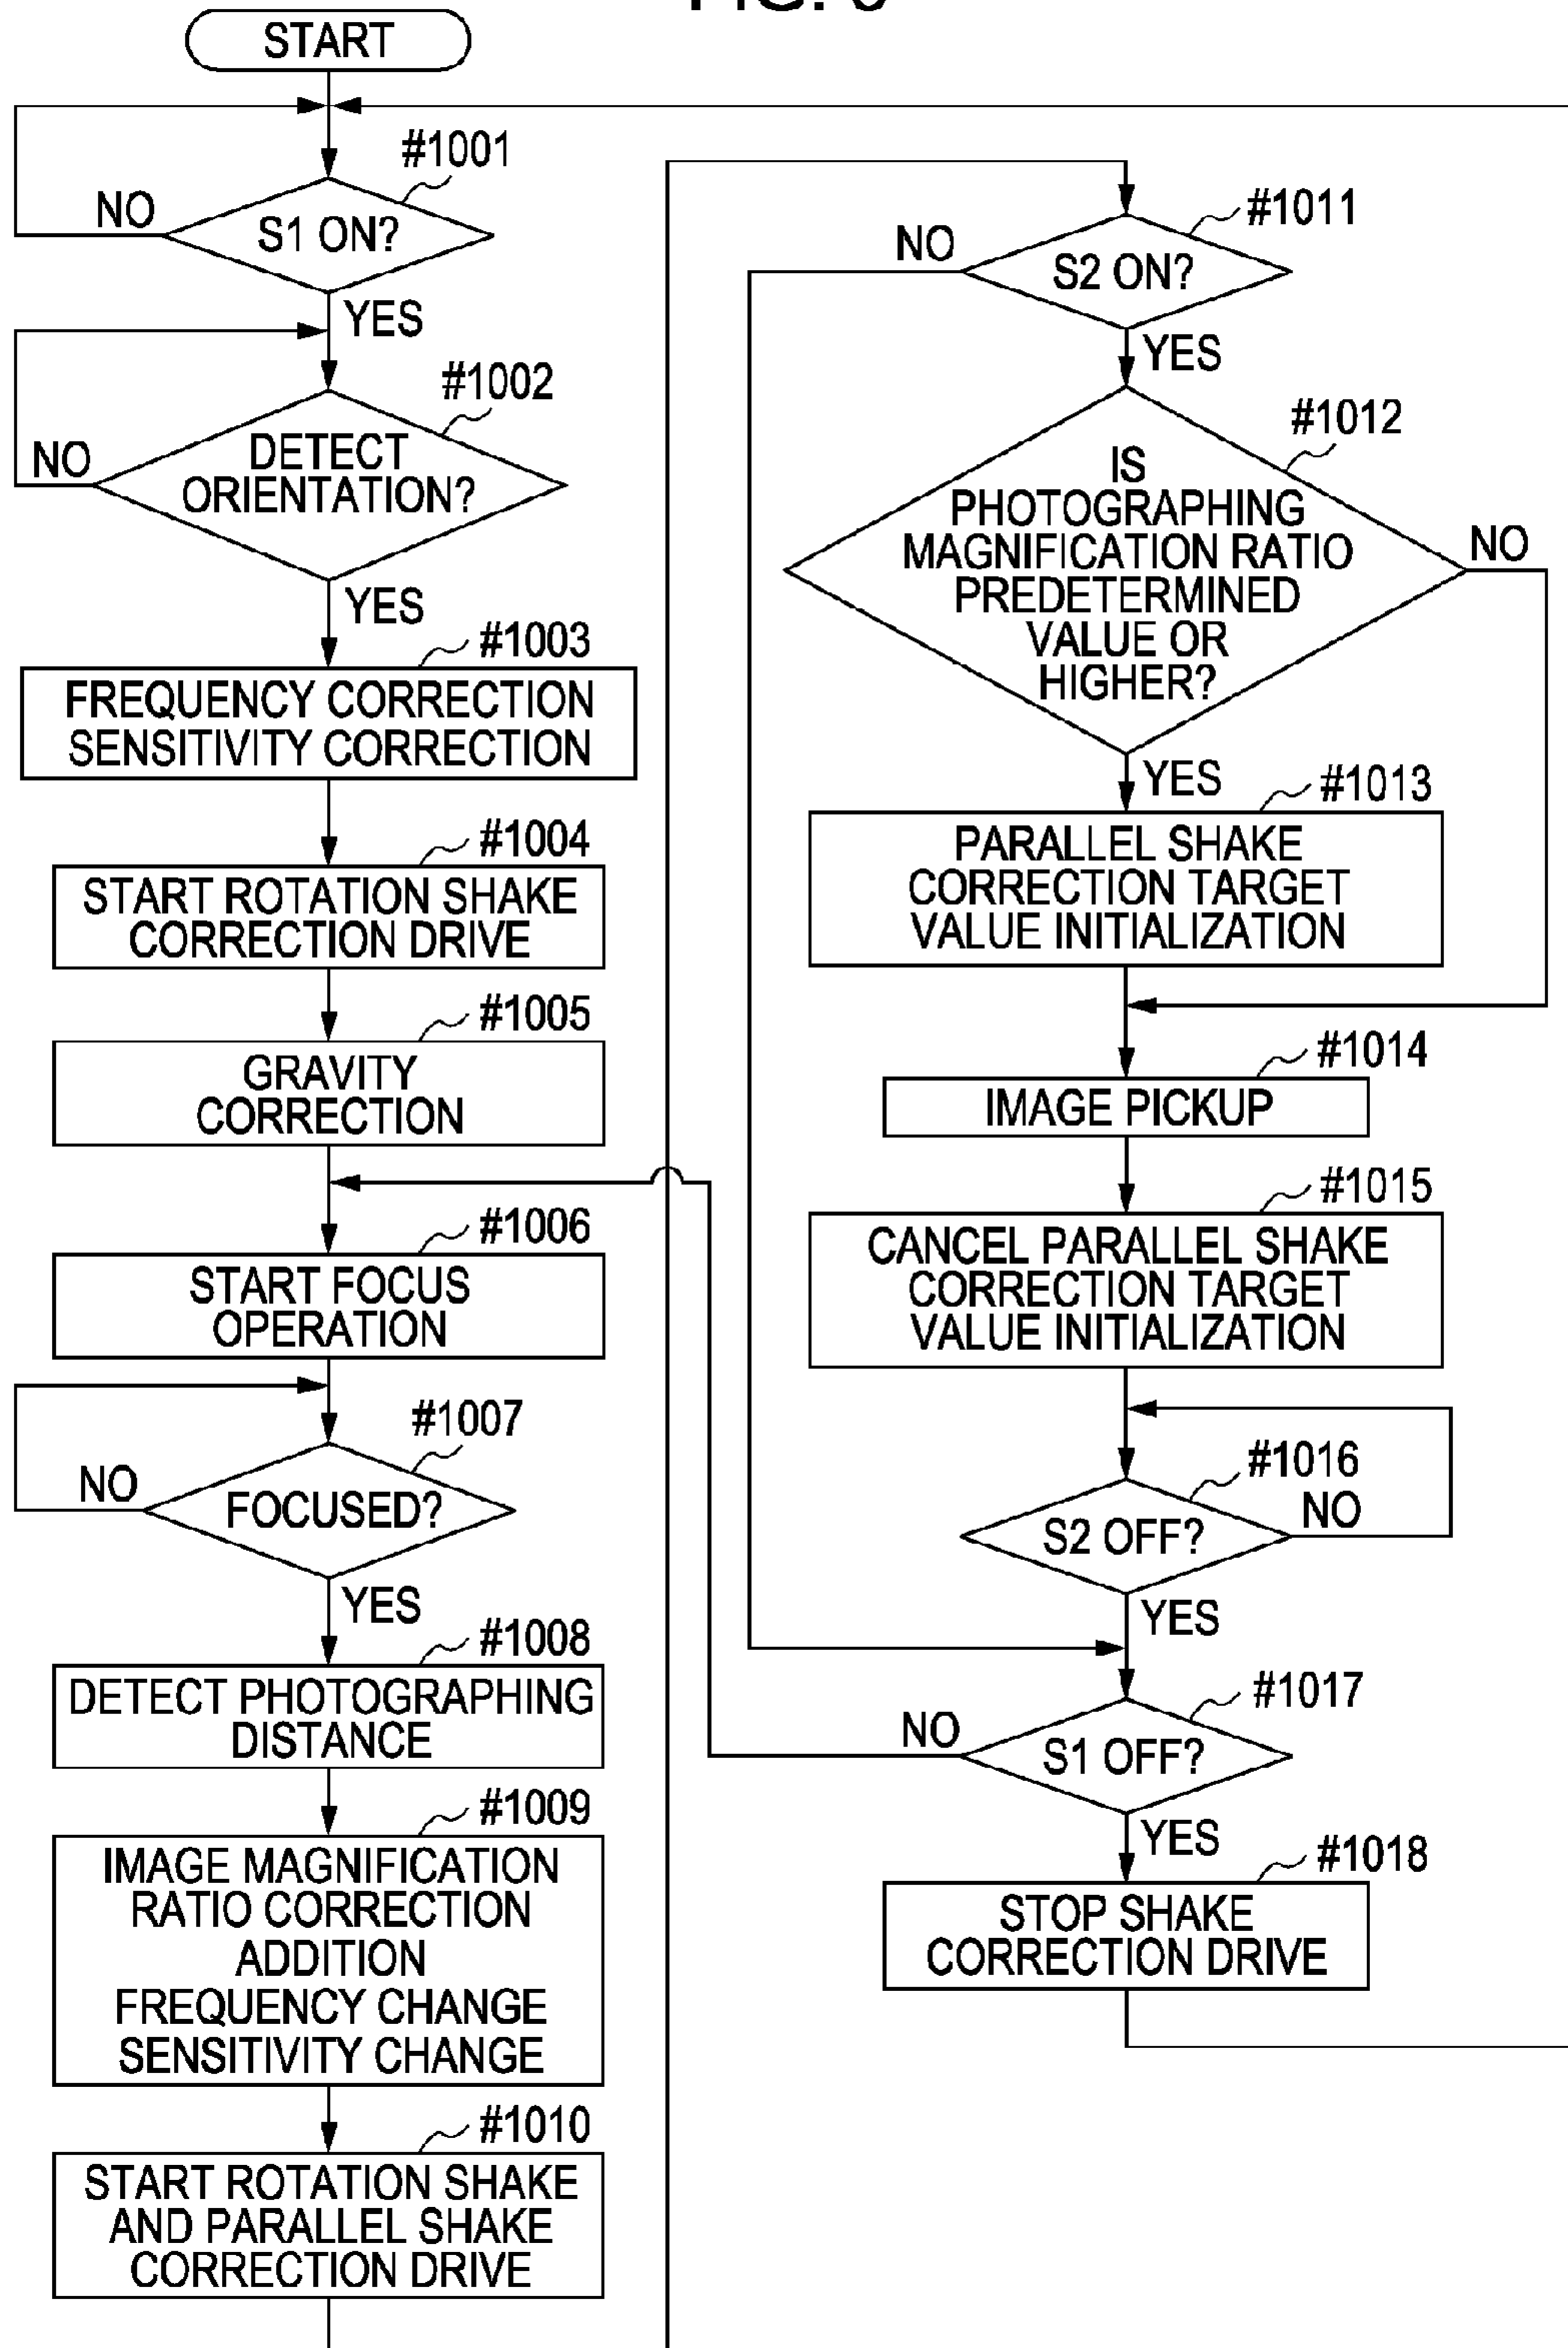 START
#1001
S1 ON?
NO
YES
#1002
DETECT
ORIENTATION?
NO
YES
#1003
FREQUENCY CORRECTION
SENSITIVITY CORRECTION
#1004
START ROTATION SHAKE
CORRECTION DRIVE
#1005
GRAVITY
CORRECTION
#1006
START FOCUS
OPERATION
#1007
FOCUSED?
NO
YES
#1008
DETECT PHOTOGRAPHING
DISTANCE
#1009
IMAGE MAGNIFICATION
RATIO CORRECTION
ADDITION
FREQUENCY CHANGE
SENSITIVITY CHANGE
#1010
START ROTATION SHAKE
AND PARALLEL SHAKE
CORRECTION DRIVE
#1011
S2 ON?
NO
YES
#1012
IS
PHOTOGRAPHING
MAGNIFICATION RATIO
PREDETERMINED
VALUE OR
HIGHER?
NO
YES
#1013
PARALLEL SHAKE
CORRECTION TARGET
VALUE INITIALIZATION
#1014
IMAGE PICKUP
#1015
CANCEL PARALLEL SHAKE
CORRECTION TARGET
VALUE INITIALIZATION
#1016
S2 OFF?
NO
YES
#1017
S1 OFF?
NO
YES
#1018
STOP SHAKE
CORRECTION DRIVE